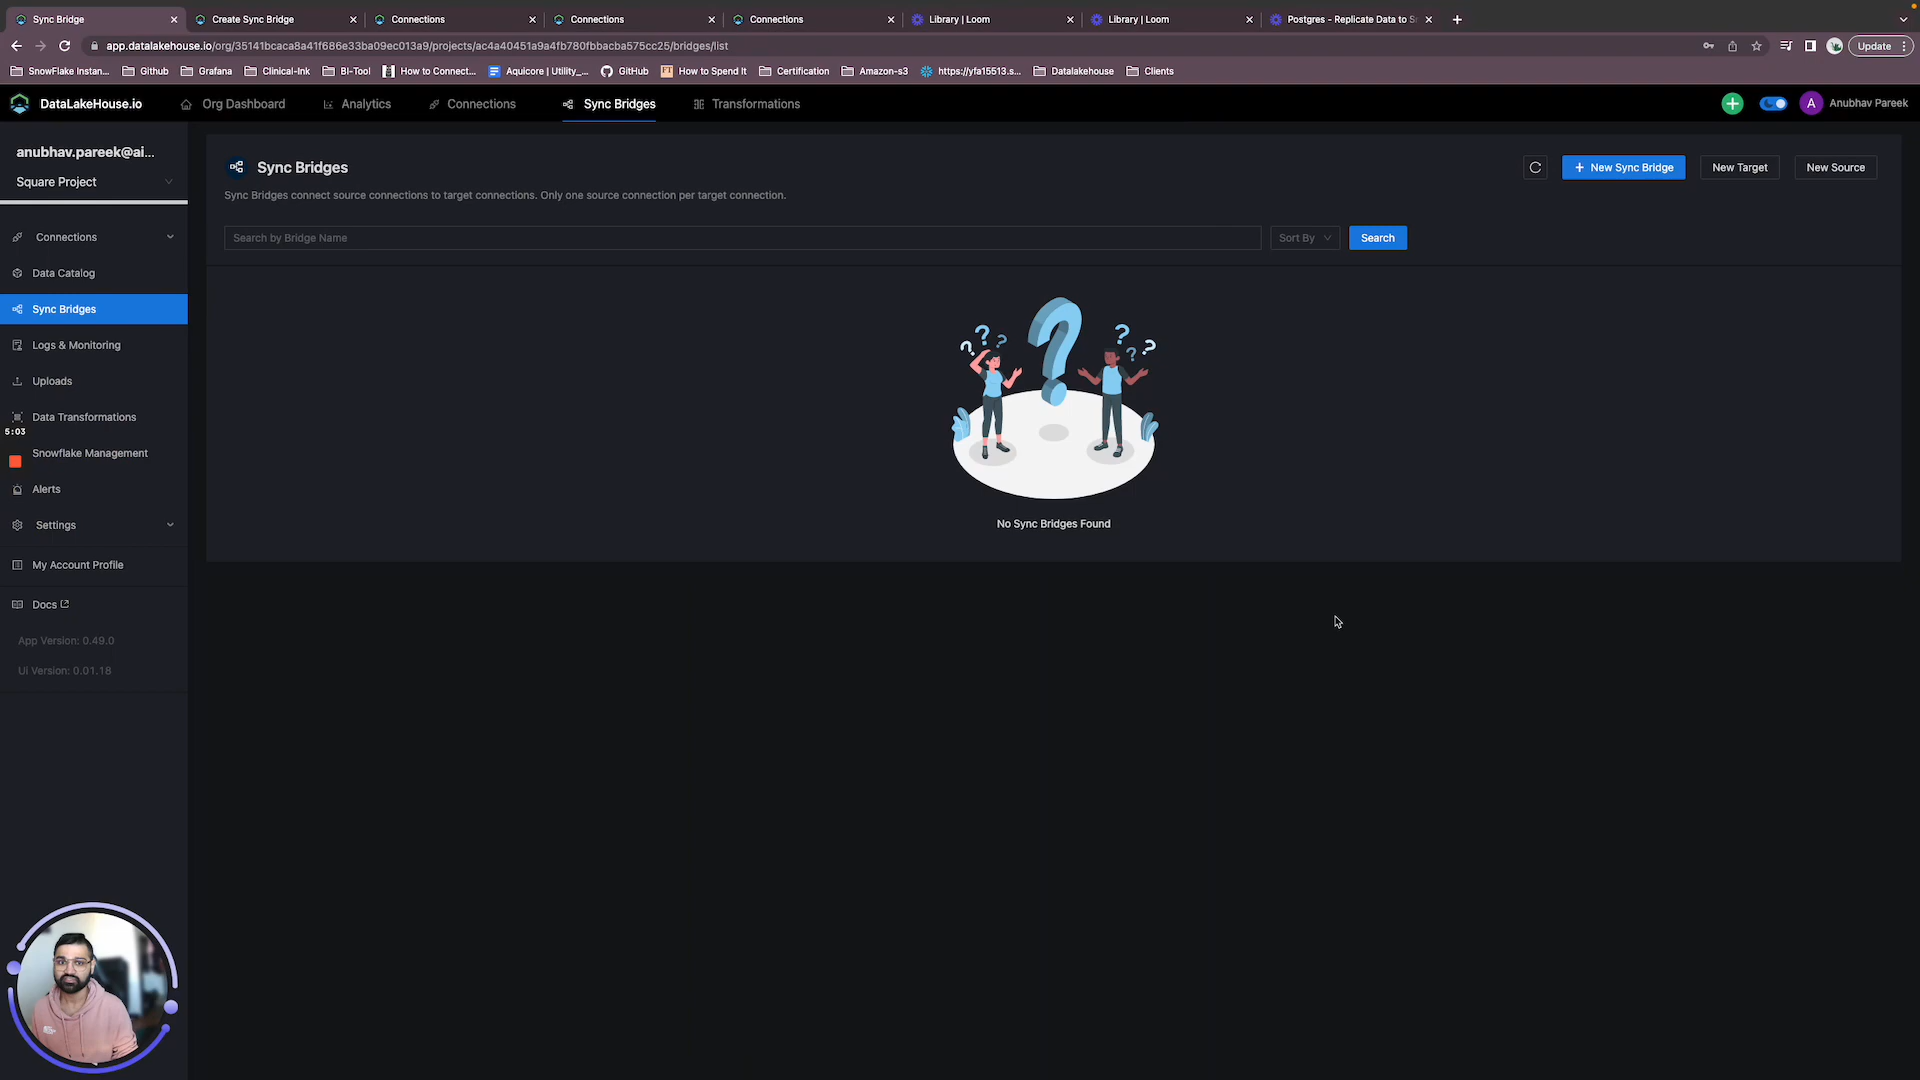 Sync Bridge
Create Sync Bridge
Connections
Connections
Connections
Library | Loom
Library | Loom
Postgres - Replicate Data to S
app.datalakehouse.io/org/35141bcaca8a41f686e33ba09ec013a9/projects/ac4a40451a9a4fb780fbbacba575cc25/bridges/list
Update
SnowFlake Instan...
Github
Grafana
Clinical-Ink
BI-Tool
How to Connect...
Aquicore | Utility_...
GitHub
FT
How to Spend It
Certification
Amazon-s3
https://yfa15513.s...
Datalakehouse
Clients
DataLakeHouse.io
Org Dashboard
Analytics
Connections
Sync Bridges
Transformations
A
Anubhav Pareek
anubhav.pareek@ai...
Square Project
Connections
Data Catalog
Sync Bridges
Logs & Monitoring
Uploads
Data Transformations
5:03
Snowflake Management
Alerts
Settings
My Account Profile
Docs
App Version: 0.49.0
UI Version: 0.01.18
Sync Bridges
+ New Sync Bridge
New Target
New Source
Sync Bridges connect source connections to target connections. Only one source connection per target connection.
Search by Bridge Name
Sort By
Search
? ? ? ? ? ? ?
No Sync Bridges Found